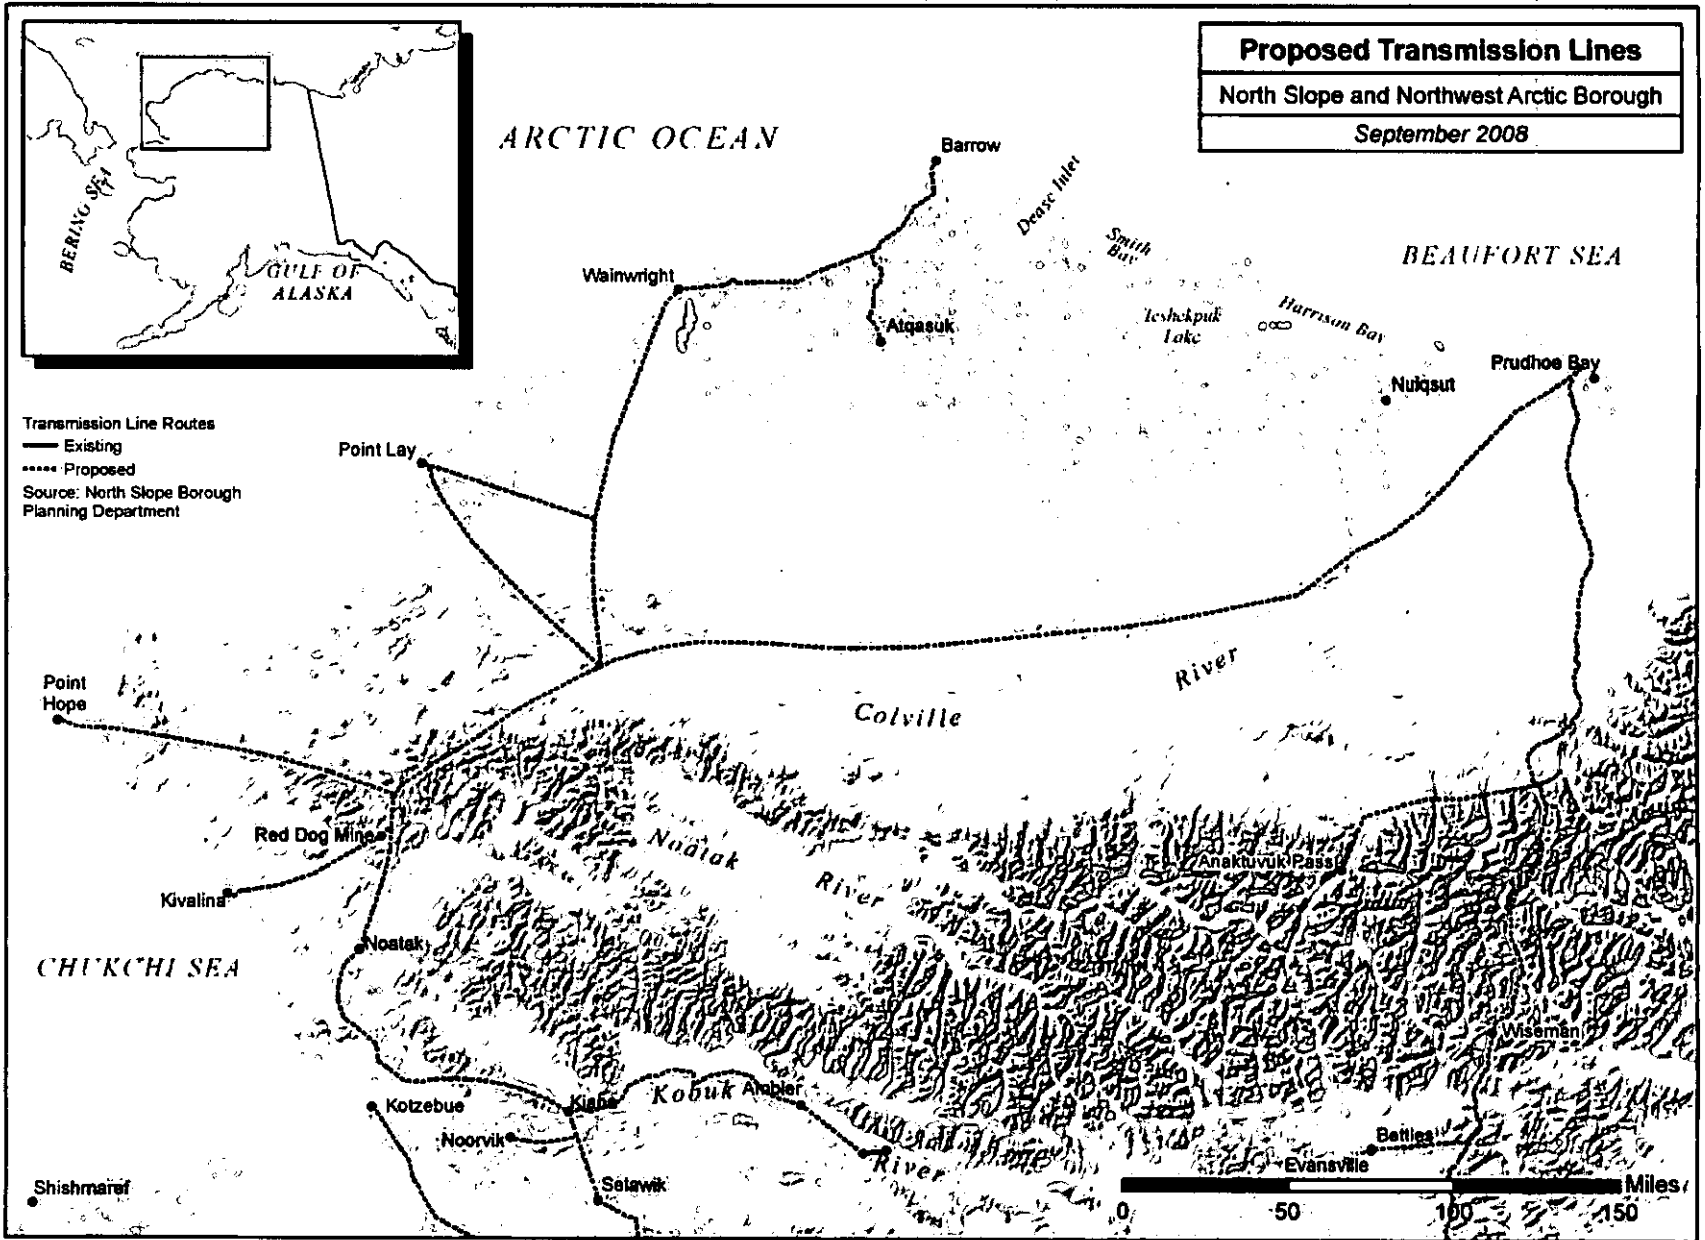 Proposed Transmission Lines
North Slope and Northwest Arctic Borough
September 2008
BERING SEA
GULF OF
ALASKA
ARCTIC OCEAN
Barrow
Dease Inlet
Smith
Bay
BEAUFORT SEA
Wainwright
Atqasuk
Teshekpuk
Lake
Harrison Bay
Prudhoe Bay
Nuiqsut
Transmission Line Routes
Existing
Proposed
Source: North Slope Borough
Planning Department
Point Lay
Point
Hope
River
Colville
Red Dog Mine
Noatak
River
Anaktuvuk Pass
Kivalina
Noatak
CHUKCHI SEA
Wiseman
Kotzebue
Kiana
Kobuk
Ambler
Noorvik
River
Bettles
Evansville
Selawik
Shishmaref
Miles
0 50 100 150